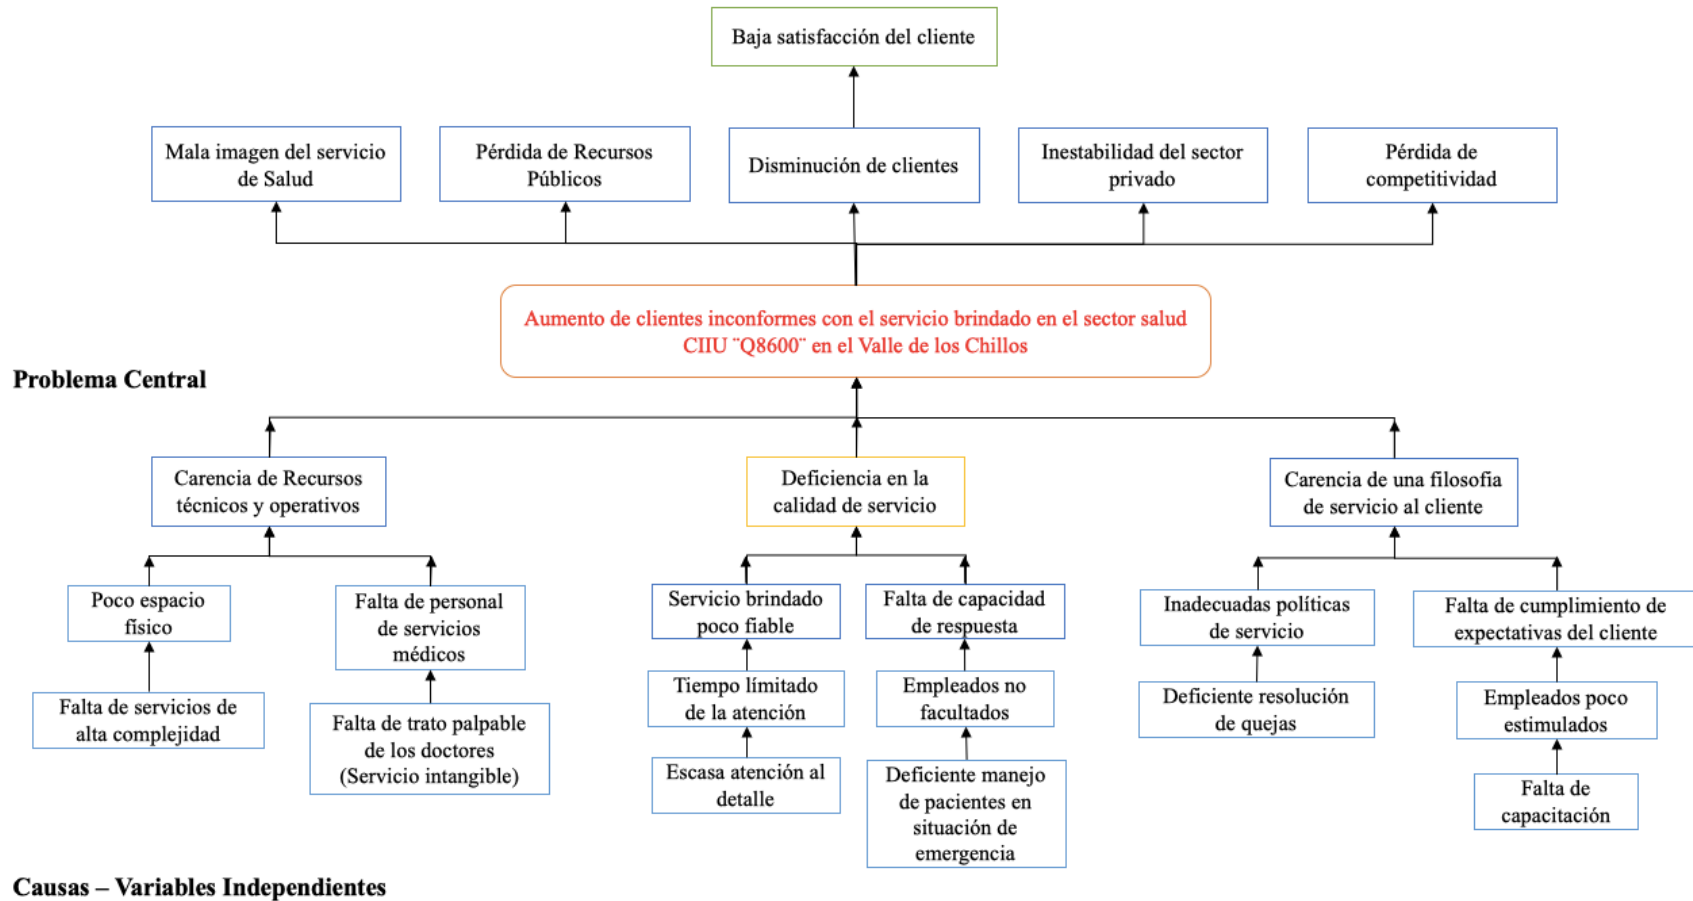 Baja satisfacción del cliente
Mala imagen del servicio
de Salud
Pérdida de Recursos
Públicos
Disminución de clientes
Inestabilidad del sector
privado
Pérdida de
competitividad
Aumento de clientes inconformes con el servicio brindado en el sector salud
CIIU ¨Q8600¨ en el Valle de los Chillos
Problema Central
Carencia de Recursos
técnicos y operativos
Deficiencia en la
calidad de servicio
Carencia de una filosofia
de servicio al cliente
Poco espacio
físico
Falta de personal
de servicios
médicos
Servicio brindado
poco fiable
Falta de capacidad
de respuesta
Inadecuadas políticas
de servicio
Falta de cumplimiento de
expectativas del cliente
Falta de servicios de
alta complejidad
Falta de trato palpable
de los doctores
(Servicio intangible)
Tiempo límitado
de la atención
Empleados no
facultados
Deficiente resolución
de quejas
Empleados poco
estimulados
Escasa atención al
detalle
Deficiente manejo
de pacientes en
situación de
emergencia
Falta de
capacitación
Causas – Variables Independientes